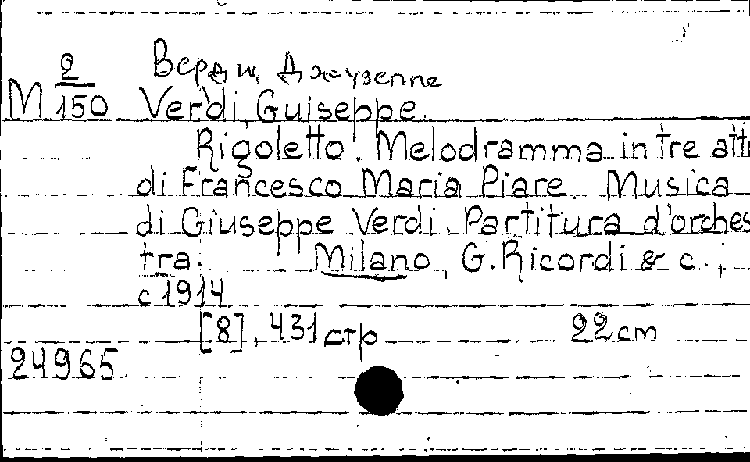 2 Верди, Джузеппе
М 150 Verdi, Guiseppe.
Rigoletto. Melodramma in tre atti
di Francesco Maria Piare. Musica
di Giuseppe Verdi. Partitura d'orches
tra. Milano, G. Ricordi & c.,
c 1914
[8], 431 стр 22 cm
24965